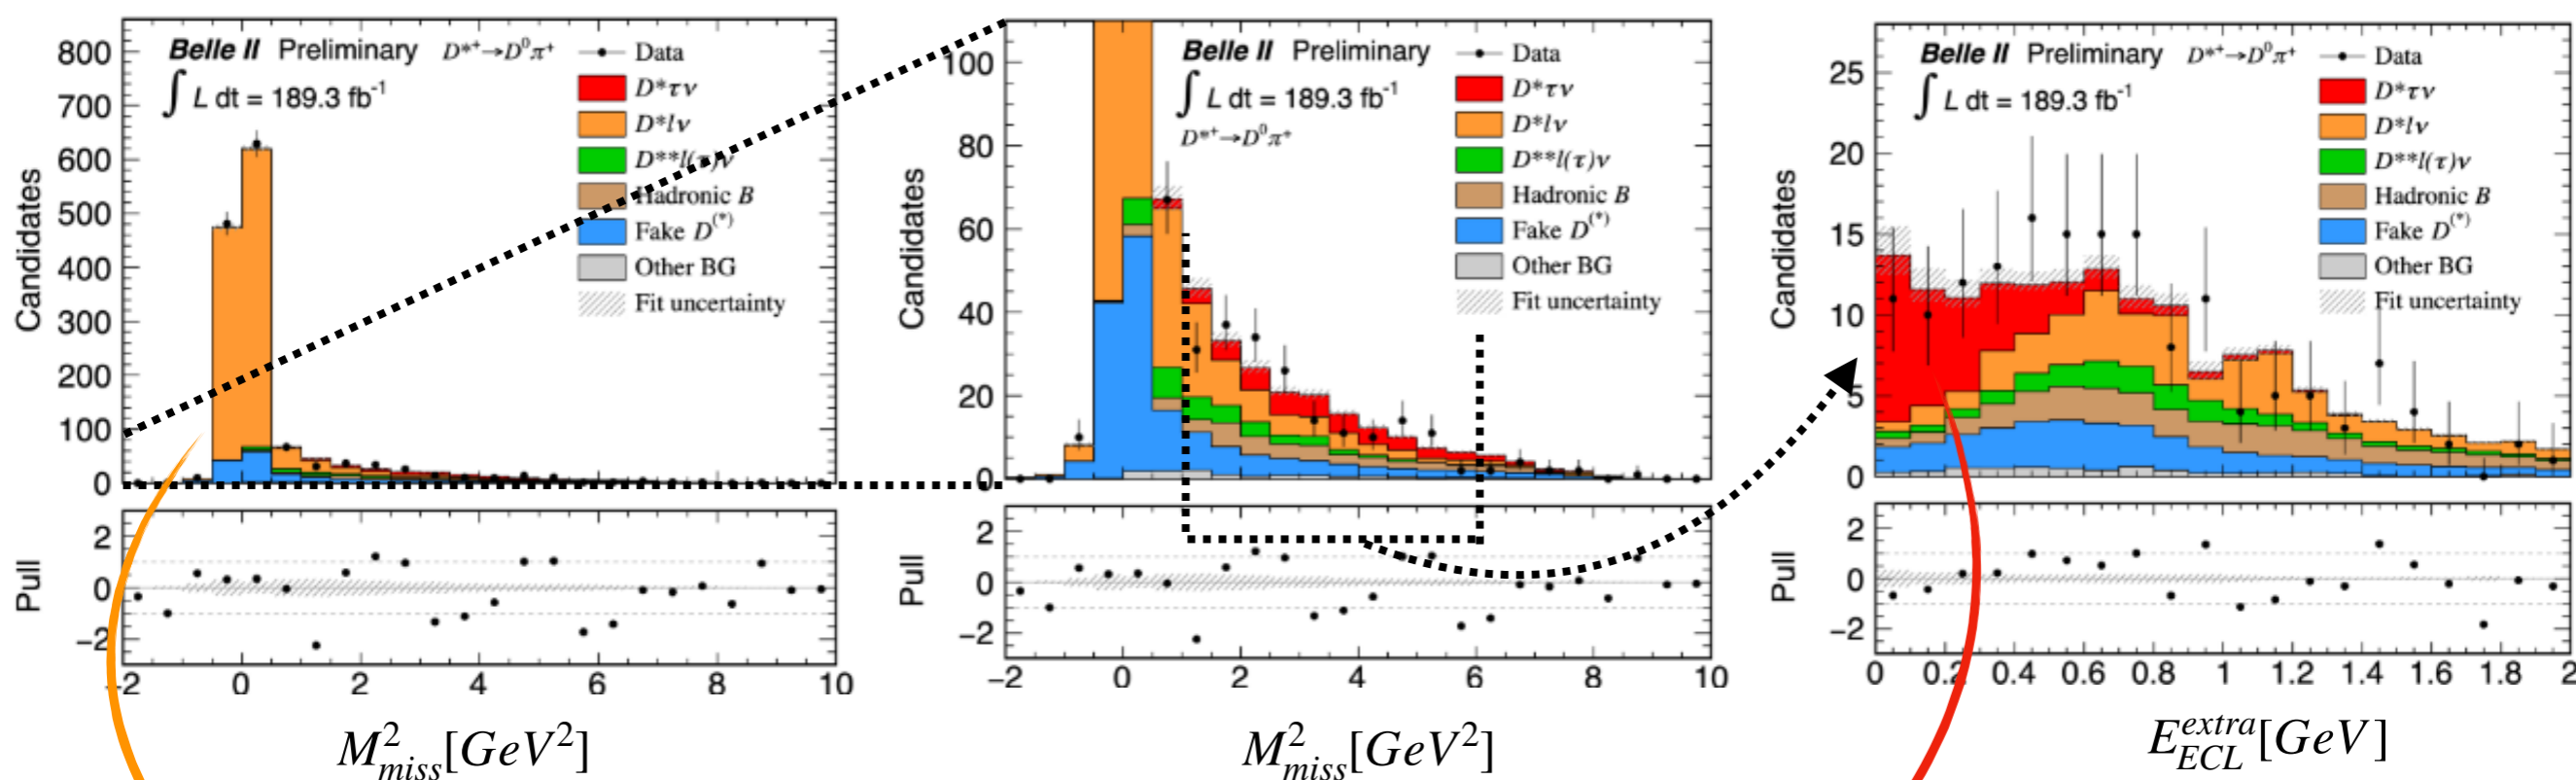 Belle II Preliminary D*+→D⁰π⁺
∫ L dt = 189.3 fb⁻¹
Data
D*τν
D*lν
D**l(τ)ν
Hadronic B
Fake D⁽*⁾
Other BG
Fit uncertainty
Candidates
800
700
600
500
400
300
200
100
0
Pull
2
0
−2
−2 0 2 4 6 8 10
M²miss[GeV²]
Belle II Preliminary
∫ L dt = 189.3 fb⁻¹
D*+→D⁰π⁺
Data
D*τν
D*lν
D**l(τ)ν
Hadronic B
Fake D⁽*⁾
Other BG
Fit uncertainty
Candidates
100
80
60
40
20
0
Pull
2
0
−2
−2 0 2 4 6 8 10
M²miss[GeV²]
Belle II Preliminary D*+→D⁰π⁺
∫ L dt = 189.3 fb⁻¹
Data
D*τν
D*lν
D**l(τ)ν
Hadronic B
Fake D⁽*⁾
Other BG
Fit uncertainty
Candidates
25
20
15
10
5
0
Pull
2
0
−2
0 0.2 0.4 0.6 0.8 1 1.2 1.4 1.6 1.8 2
E^extra_ECL[GeV]